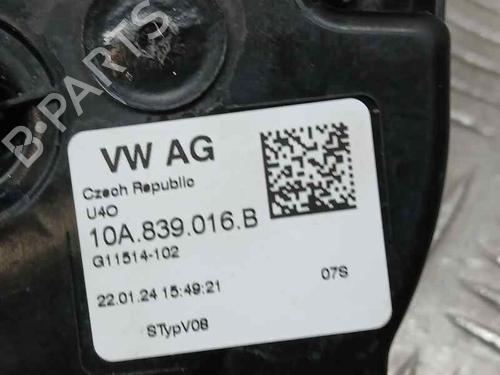 B-PARTS
VW AG
Czech Republic
U4O
10A.839.016.B
G11514-102
22.01.24 15:49:21
07S
STypV08